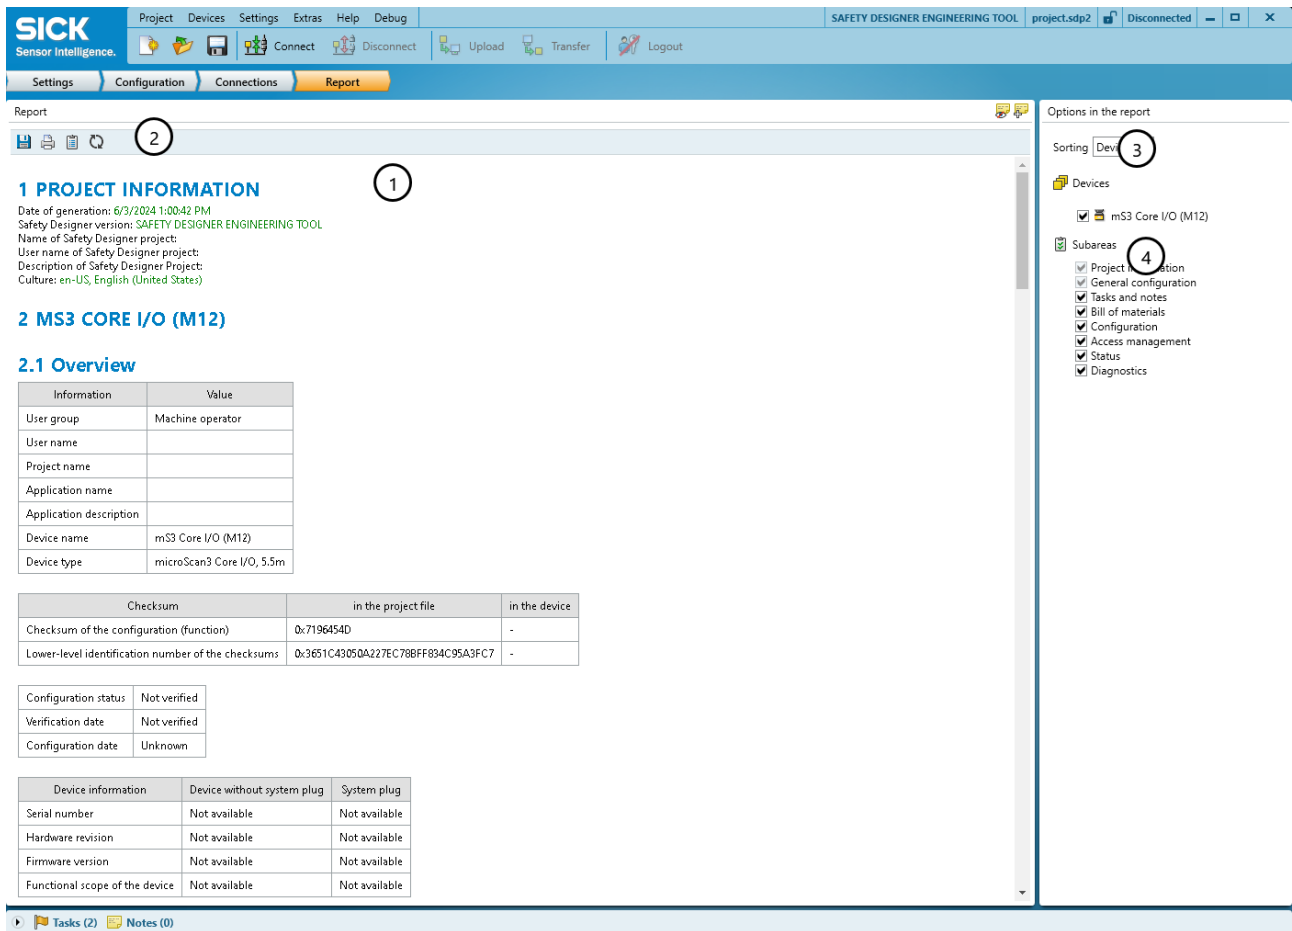 SICK
Sensor Intelligence.
Project Devices Settings Extras Help Debug
SAFETY DESIGNER ENGINEERING TOOL project.sdp2 Disconnected
Connect Disconnect Upload Transfer Logout
Settings Configuration Connections Report
Report
2
1
1 PROJECT INFORMATION
Date of generation: 6/3/2024 1:00:42 PM
Safety Designer version: SAFETY DESIGNER ENGINEERING TOOL
Name of Safety Designer project:
User name of Safety Designer project:
Description of Safety Designer Project:
Culture: en-US, English (United States)
2 MS3 CORE I/O (M12)
2.1 Overview
Information Value
User group Machine operator
User name
Project name
Application name
Application description
Device name mS3 Core I/O (M12)
Device type microScan3 Core I/O, 5.5m
Checksum in the project file in the device
Checksum of the configuration (function) 0x7196454D -
Lower-level identification number of the checksums 0x3651C43050A227EC78BFF834C95A3FC7 -
Configuration status Not verified
Verification date Not verified
Configuration date Unknown
Device information Device without system plug System plug
Serial number Not available Not available
Hardware revision Not available Not available
Firmware version Not available Not available
Functional scope of the device Not available Not available
Options in the report
Sorting 3
Devices
mS3 Core I/O (M12)
Subareas
4
Project
General configuration
Tasks and notes
Bill of materials
Configuration
Access management
Status
Diagnostics
Tasks (2) Notes (0)